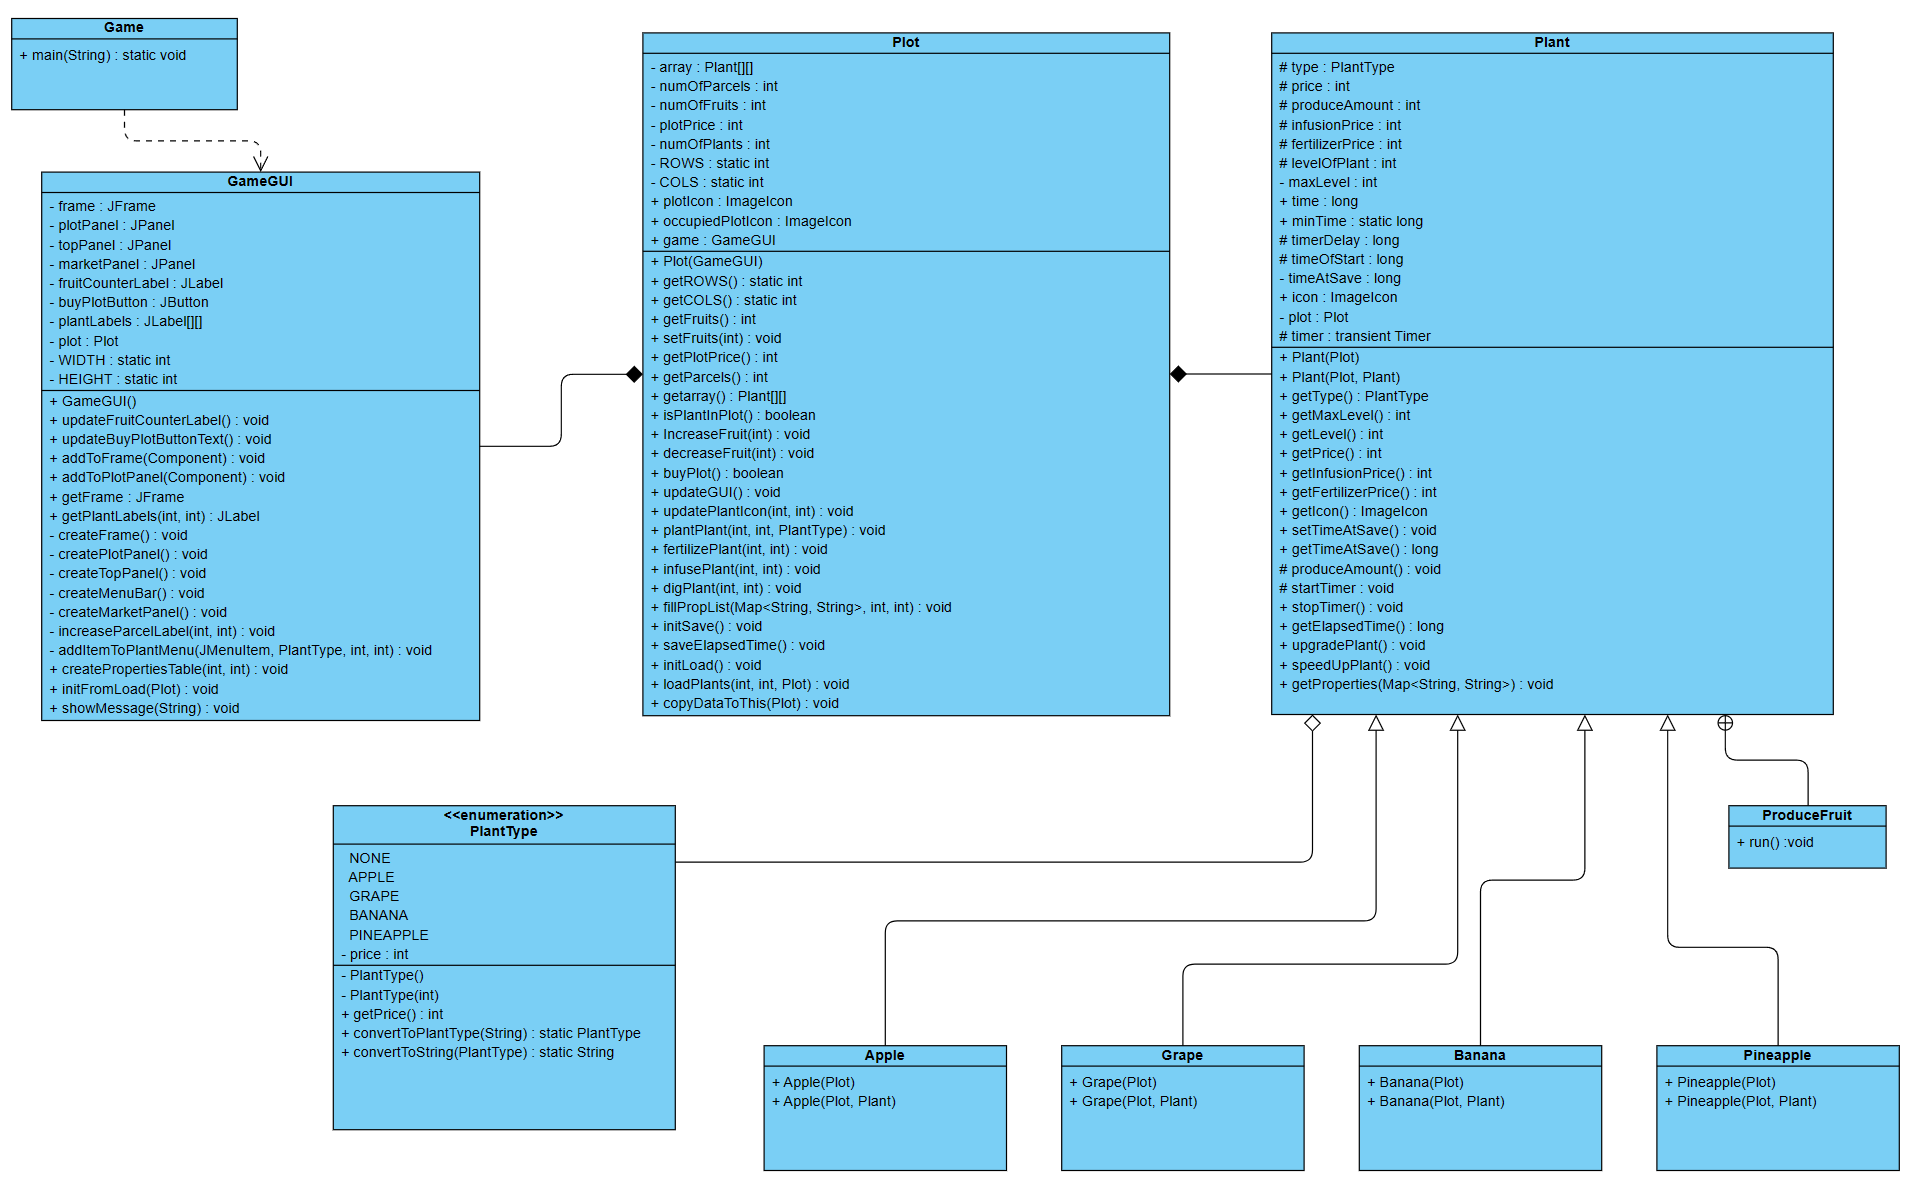 Game
+ main(String) : static void
GameGUI
- frame : JFrame
- plotPanel : JPanel
- topPanel : JPanel
- marketPanel : JPanel
- fruitCounterLabel : JLabel
- buyPlotButton : JButton
- plantLabels : JLabel[][]
- plot : Plot
- WIDTH : static int
- HEIGHT : static int
+ GameGUI()
+ updateFruitCounterLabel() : void
+ updateBuyPlotButtonText() : void
+ addToFrame(Component) : void
+ addToPlotPanel(Component) : void
+ getFrame : JFrame
+ getPlantLabels(int, int) : JLabel
- createFrame() : void
- createPlotPanel() : void
- createTopPanel() : void
- createMenuBar() : void
- createMarketPanel() : void
- increaseParcelLabel(int, int) : void
- addItemToPlantMenu(JMenuItem, PlantType, int, int) : void
+ createPropertiesTable(int, int) : void
+ initFromLoad(Plot) : void
+ showMessage(String) : void
Plot
- array : Plant[][]
- numOfParcels : int
- numOfFruits : int
- plotPrice : int
- numOfPlants : int
- ROWS : static int
- COLS : static int
+ plotIcon : ImageIcon
+ occupiedPlotIcon : ImageIcon
+ game : GameGUI
+ Plot(GameGUI)
+ getROWS() : static int
+ getCOLS() : static int
+ getFruits() : int
+ setFruits(int) : void
+ getPlotPrice() : int
+ getParcels() : int
+ getarray() : Plant[][]
+ isPlantInPlot() : boolean
+ IncreaseFruit(int) : void
+ decreaseFruit(int) : void
+ buyPlot() : boolean
+ updateGUI() : void
+ updatePlantIcon(int, int) : void
+ plantPlant(int, int, PlantType) : void
+ fertilizePlant(int, int) : void
+ infusePlant(int, int) : void
+ digPlant(int, int) : void
+ fillPropList(Map<String, String>, int, int) : void
+ initSave() : void
+ saveElapsedTime() : void
+ initLoad() : void
+ loadPlants(int, int, Plot) : void
+ copyDataToThis(Plot) : void
Plant
# type : PlantType
# price : int
# produceAmount : int
# infusionPrice : int
# fertilizerPrice : int
# levelOfPlant : int
- maxLevel : int
+ time : long
+ minTime : static long
# timerDelay : long
# timeOfStart : long
- timeAtSave : long
+ icon : ImageIcon
- plot : Plot
# timer : transient Timer
+ Plant(Plot)
+ Plant(Plot, Plant)
+ getType() : PlantType
+ getMaxLevel() : int
+ getLevel() : int
+ getPrice() : int
+ getInfusionPrice() : int
+ getFertilizerPrice() : int
+ getIcon() : ImageIcon
+ setTimeAtSave() : void
+ getTimeAtSave() : long
# produceAmount() : void
# startTimer : void
+ stopTimer() : void
+ getElapsedTime() : long
+ upgradePlant() : void
+ speedUpPlant() : void
+ getProperties(Map<String, String>) : void
<<enumeration>>
PlantType
NONE
APPLE
GRAPE
BANANA
PINEAPPLE
- price : int
- PlantType()
- PlantType(int)
+ getPrice() : int
+ convertToPlantType(String) : static PlantType
+ convertToString(PlantType) : static String
ProduceFruit
+ run() :void
Apple
+ Apple(Plot)
+ Apple(Plot, Plant)
Grape
+ Grape(Plot)
+ Grape(Plot, Plant)
Banana
+ Banana(Plot)
+ Banana(Plot, Plant)
Pineapple
+ Pineapple(Plot)
+ Pineapple(Plot, Plant)